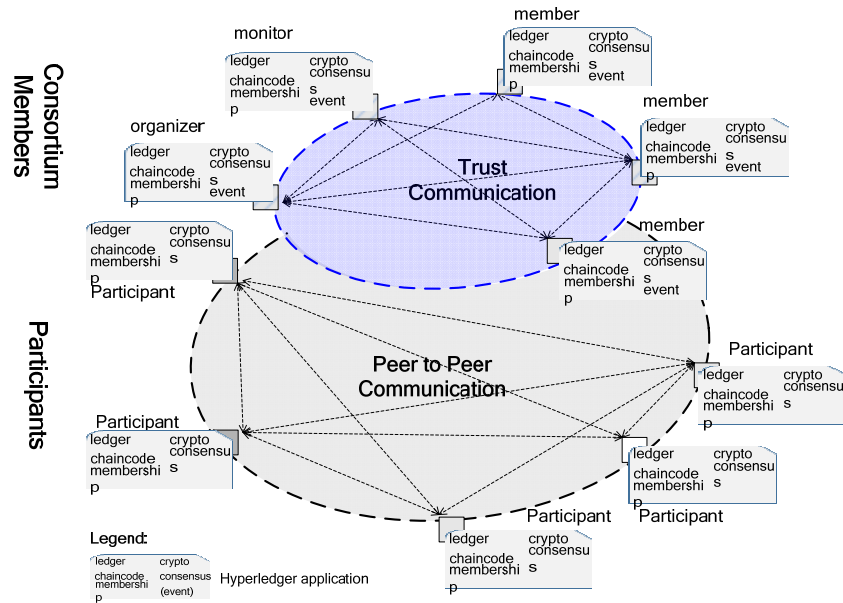 member
ledger crypto
consensu
chaincode s
membershi event
p
monitor
ledger crypto
consensu
chaincode s
membershi event
p
member
ledger crypto
consensu
chaincode s
membershi event
p
organizer
ledger crypto
consensu
chaincode s
membershi event
p
Consortium
Members
Trust
Communication
member
ledger crypto
consensu
chaincode s
membershi event
p
ledger crypto
consensu
chaincode s
membershi
p
Participant
Participants
Peer to Peer
Communication
Participant
ledger crypto
consensu
chaincode s
membershi
p
Participant
ledger crypto
consensu
chaincode s
membershi
p
ledger crypto
consensu
chaincode s
membershi
p
Participant
Participant
ledger crypto
consensu
chaincode s
membershi
p
Legend:
ledger crypto
chaincode consensus
membershi (event)
p
Hyperledger application